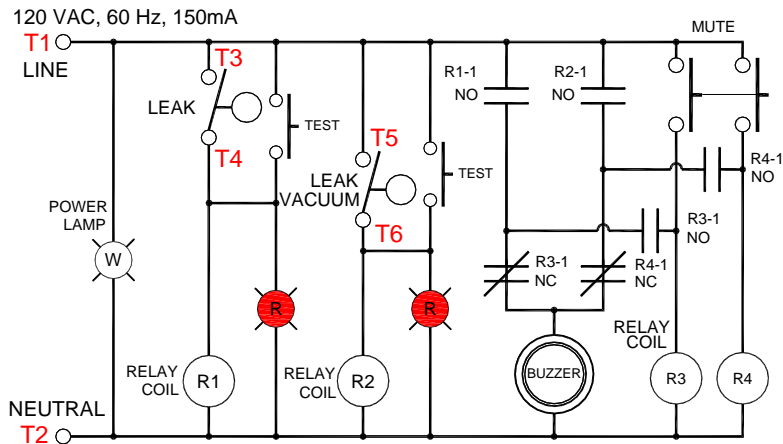 120 VAC, 60 Hz, 150mA
T1
LINE
T3
LEAK
T4
TEST
T5
LEAK
VACUUM
T6
TEST
R1-1
NO
R2-1
NO
MUTE
R4-1
NO
R3-1
NO
R3-1
NC
R4-1
NC
POWER
LAMP
W
R
R
RELAY
COIL
R1
RELAY
COIL
R2
BUZZER
RELAY
COIL
R3
R4
NEUTRAL
T2